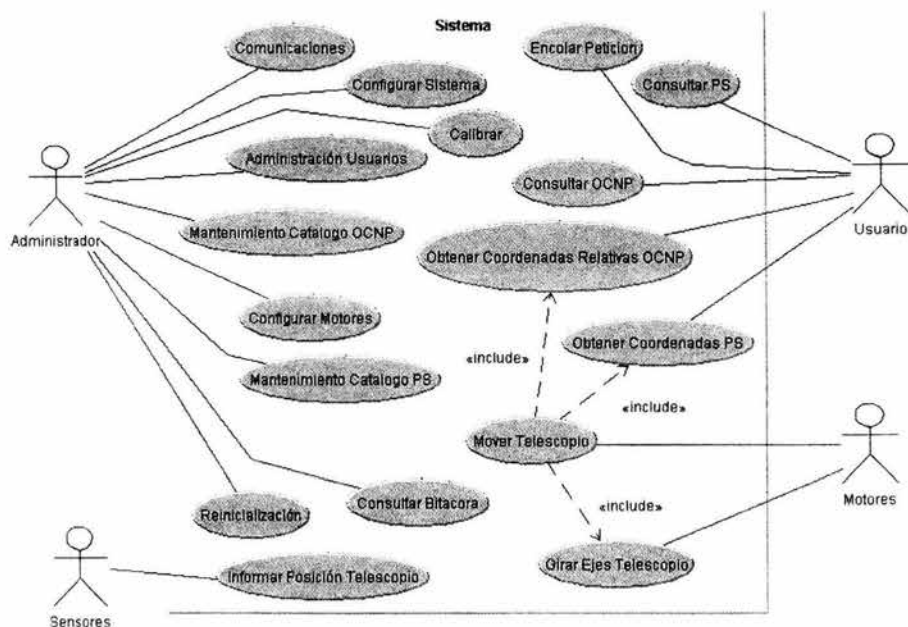 Sistema
Comunicaciones
Encolar Peticion
Configurar Sistema
Consultar PS
Calibrar
Administración Usuarios
Administrador
Consultar OCNP
Usuario
Mantenimiento Catalogo OCNP
Obtener Coordenadas Relativas OCNP
Configurar Motores
Obtener Coordenadas PS
«include»
Mantenimiento Catalogo PS
«include»
Mover Telescopio
Motores
Consultar Bitacora
Reinicialización
«include»
Girar Ejes Telescopio
Informar Posición Telescopio
Sensores